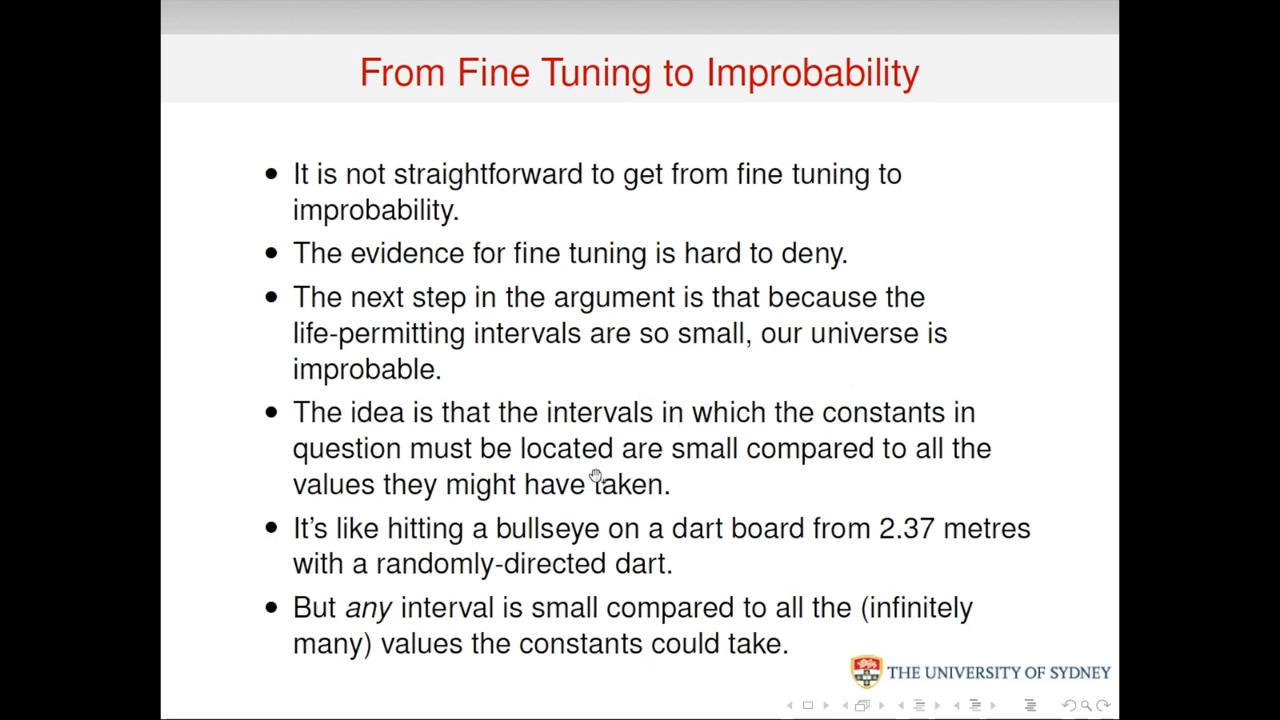 From Fine Tuning to Improbability
• It is not straightforward to get from fine tuning to
improbability.
• The evidence for fine tuning is hard to deny.
• The next step in the argument is that because the
life-permitting intervals are so small, our universe is
improbable.
• The idea is that the intervals in which the constants in
question must be located are small compared to all the
values they might have taken.
• It's like hitting a bullseye on a dart board from 2.37 metres
with a randomly-directed dart.
• But any interval is small compared to all the (infinitely
many) values the constants could take.
THE UNIVERSITY OF SYDNEY